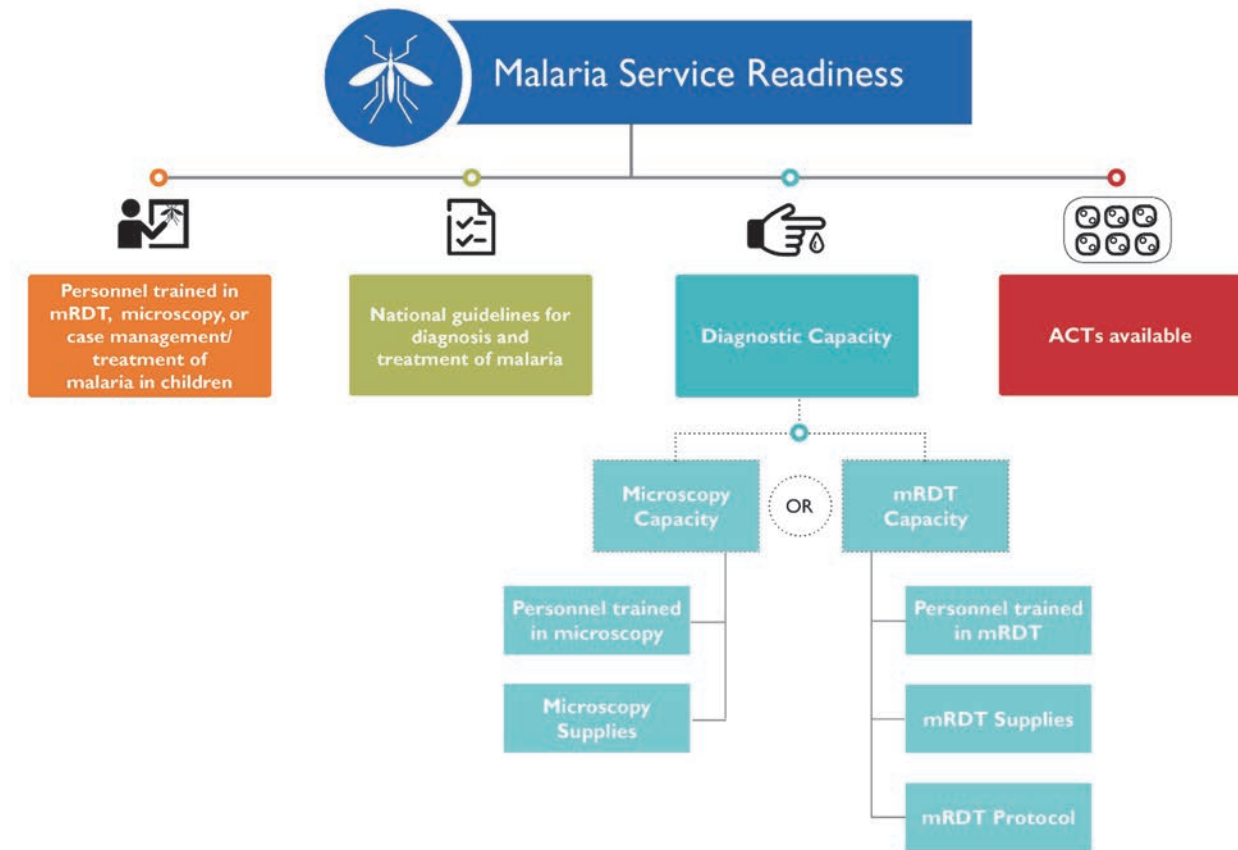 Malaria Service Readiness
Personnel trained in
mRDT, microscopy, or
case management/
treatment of
malaria in children
National guidelines for
diagnosis and
treatment of malaria
Diagnostic Capacity
ACTs available
Microscopy
Capacity
OR
mRDT
Capacity
Personnel trained
in microscopy
Microscopy
Supplies
Personnel trained
in mRDT
mRDT Supplies
mRDT Protocol